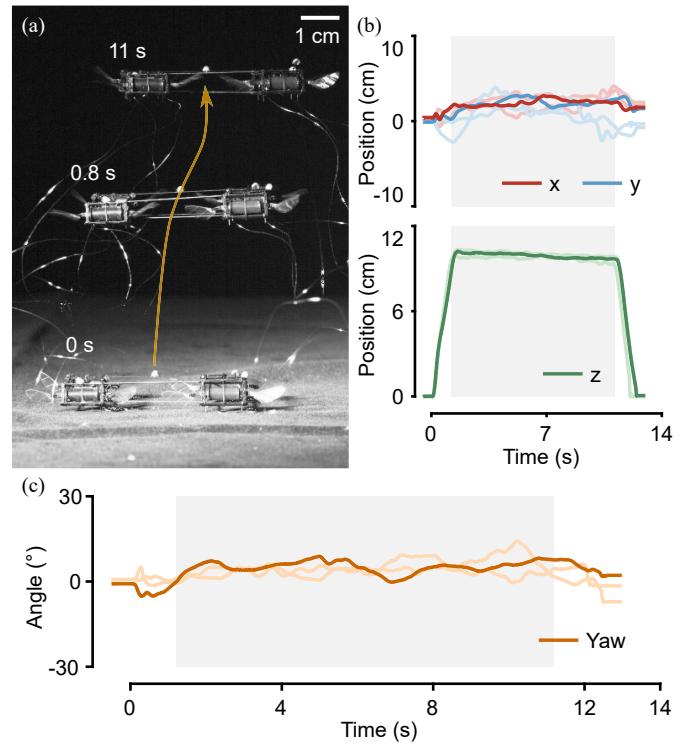 (a)
1 cm
11 s
0.8 s
0 s
(b)
10
0
-10
Position (cm)
x
y
12
6
0
Position (cm)
z
0
7
14
Time (s)
(c)
30
0
-30
Angle (°)
Yaw
0
4
8
12
14
Time (s)